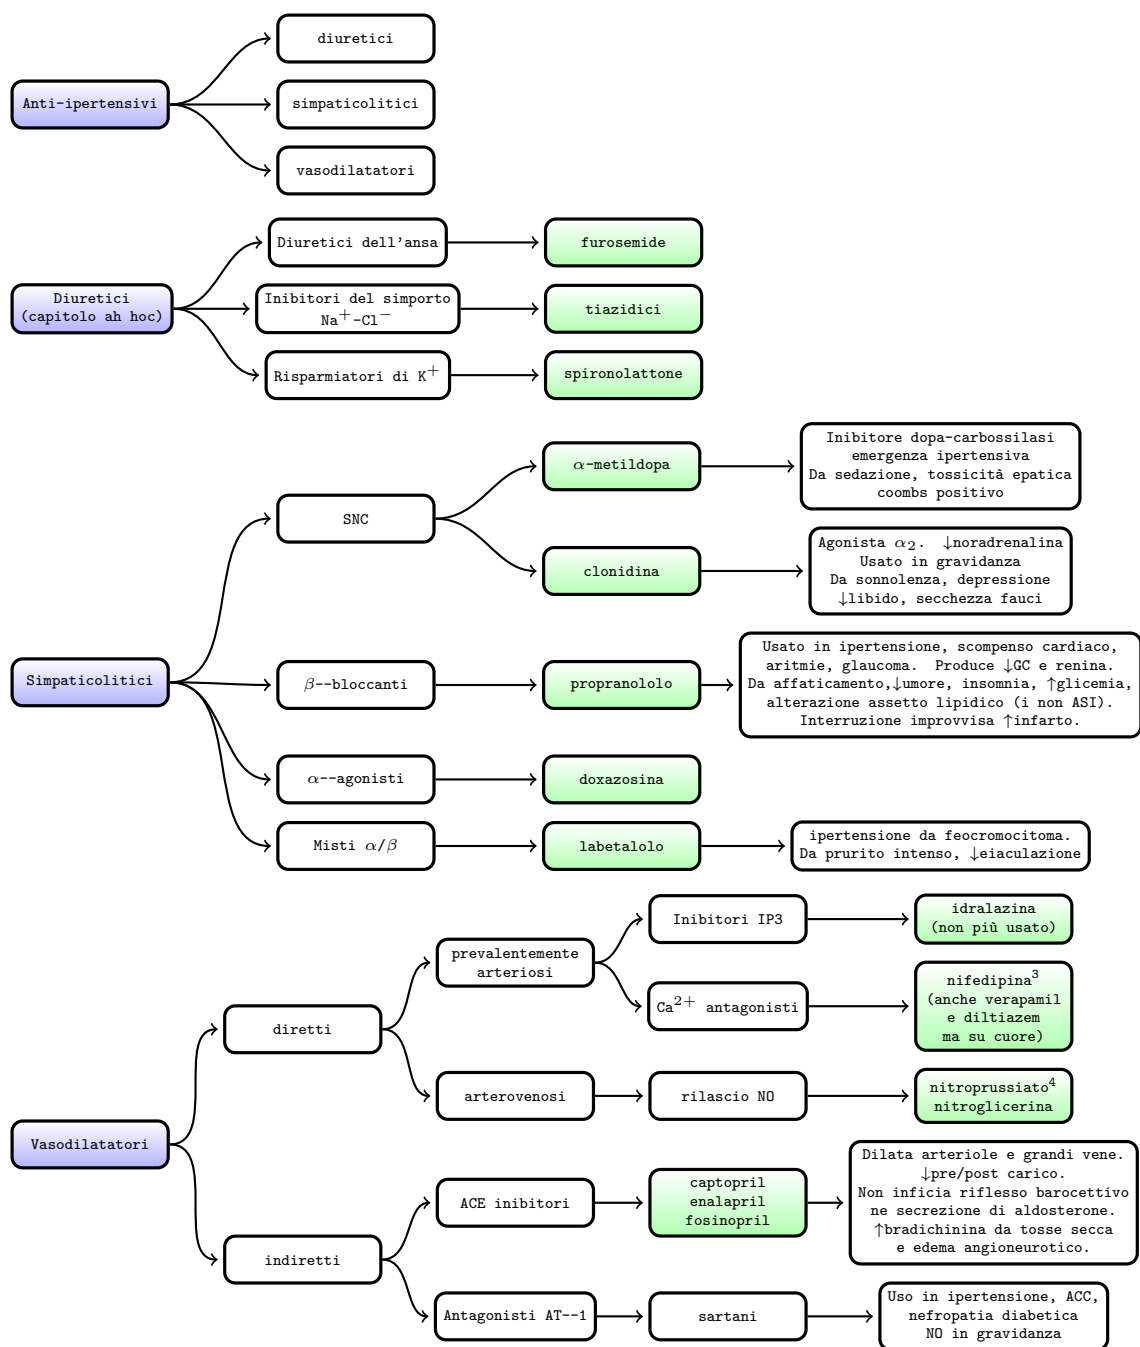 Anti-ipertensivi
diuretici
simpaticolitici
vasodilatatori
Diuretici
(capitolo ah hoc)
Diuretici dell'ansa
furosemide
Inibitori del simporto
Na⁺-Cl⁻
tiazidici
Risparmiatori di K⁺
spironolattone
Simpaticolitici
SNC
α-metildopa
Inibitore dopa-carbossilasi
emergenza ipertensiva
Da sedazione, tossicità epatica
coombs positivo
clonidina
Agonista α₂. ↓noradrenalina
Usato in gravidanza
Da sonnolenza, depressione
↓libido, secchezza fauci
β--bloccanti
propranololo
Usato in ipertensione, scompenso cardiaco,
aritmie, glaucoma. Produce ↓GC e renina.
Da affaticamento,↓umore, insomnia, ↑glicemia,
alterazione assetto lipidico (i non ASI).
Interruzione improvvisa ↑infarto.
α--agonisti
doxazosina
Misti α/β
labetalolo
ipertensione da feocromocitoma.
Da prurito intenso, ↓eiaculazione
Vasodilatatori
diretti
prevalentemente
arteriosi
Inibitori IP3
idralazina
(non più usato)
Ca²⁺ antagonisti
nifedipina³
(anche verapamil
e diltiazem
ma su cuore)
arterovenosi
rilascio NO
nitroprussiato⁴
nitroglicerina
indiretti
ACE inibitori
captopril
enalapril
fosinopril
Dilata arteriole e grandi vene.
↓pre/post carico.
Non inficia riflesso barocettivo
ne secrezione di aldosterone.
↑bradichinina da tosse secca
e edema angioneurotico.
Antagonisti AT--1
sartani
Uso in ipertensione, ACC,
nefropatia diabetica
NO in gravidanza